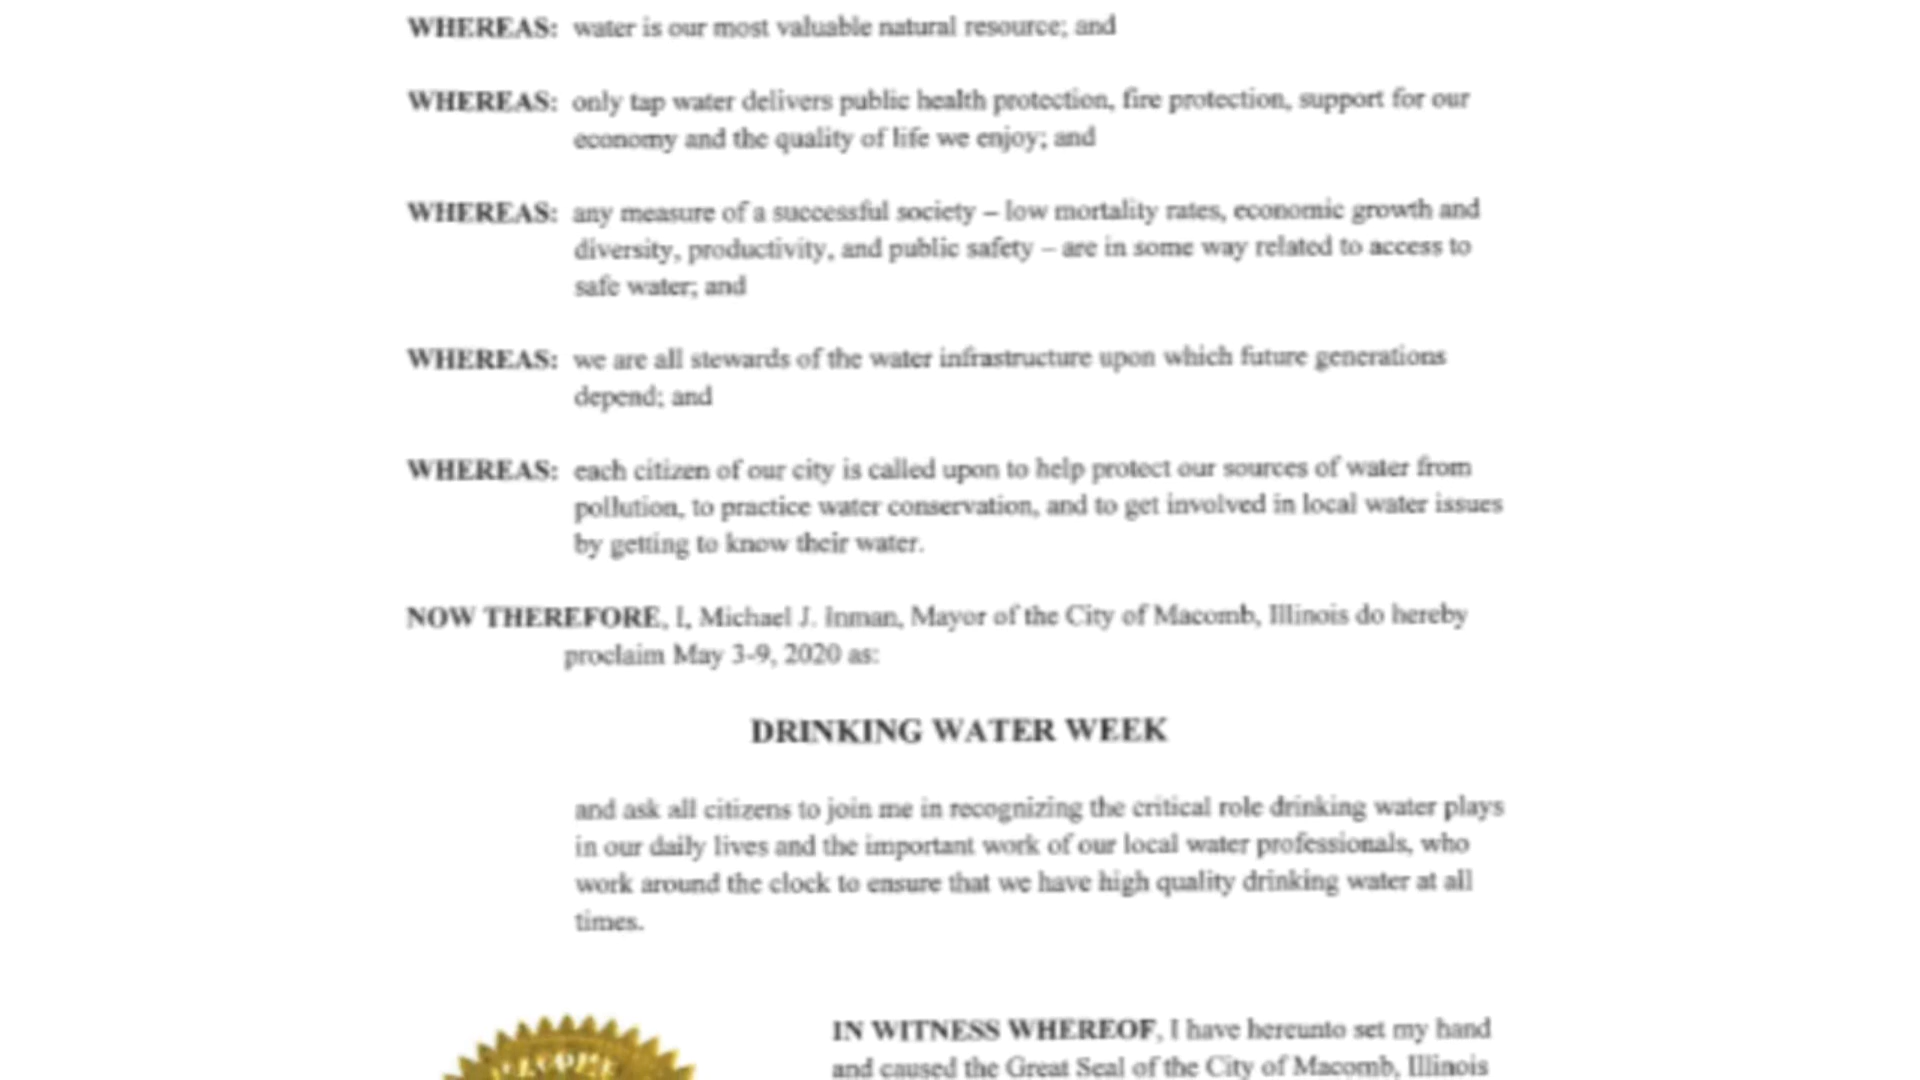 WHEREAS: water is our most valuable natural resource; and
WHEREAS: only tap water delivers public health protection, fire protection, support for our
economy and the quality of life we enjoy; and
WHEREAS: any measure of a successful society – low mortality rates, economic growth and
diversity, productivity, and public safety – are in some way related to access to
safe water; and
WHEREAS: we are all stewards of the water infrastructure upon which future generations
depend; and
WHEREAS: each citizen of our city is called upon to help protect our sources of water from
pollution, to practice water conservation, and to get involved in local water issues
by getting to know their water.
NOW THEREFORE, I, Michael J. Inman, Mayor of the City of Macomb, Illinois do hereby
proclaim May 3-9, 2020 as:
DRINKING WATER WEEK
and ask all citizens to join me in recognizing the critical role drinking water plays
in our daily lives and the important work of our local water professionals, who
work around the clock to ensure that we have high quality drinking water at all
times.
IN WITNESS WHEREOF, I have hereunto set my hand
and caused the Great Seal of the City of Macomb, Illinois